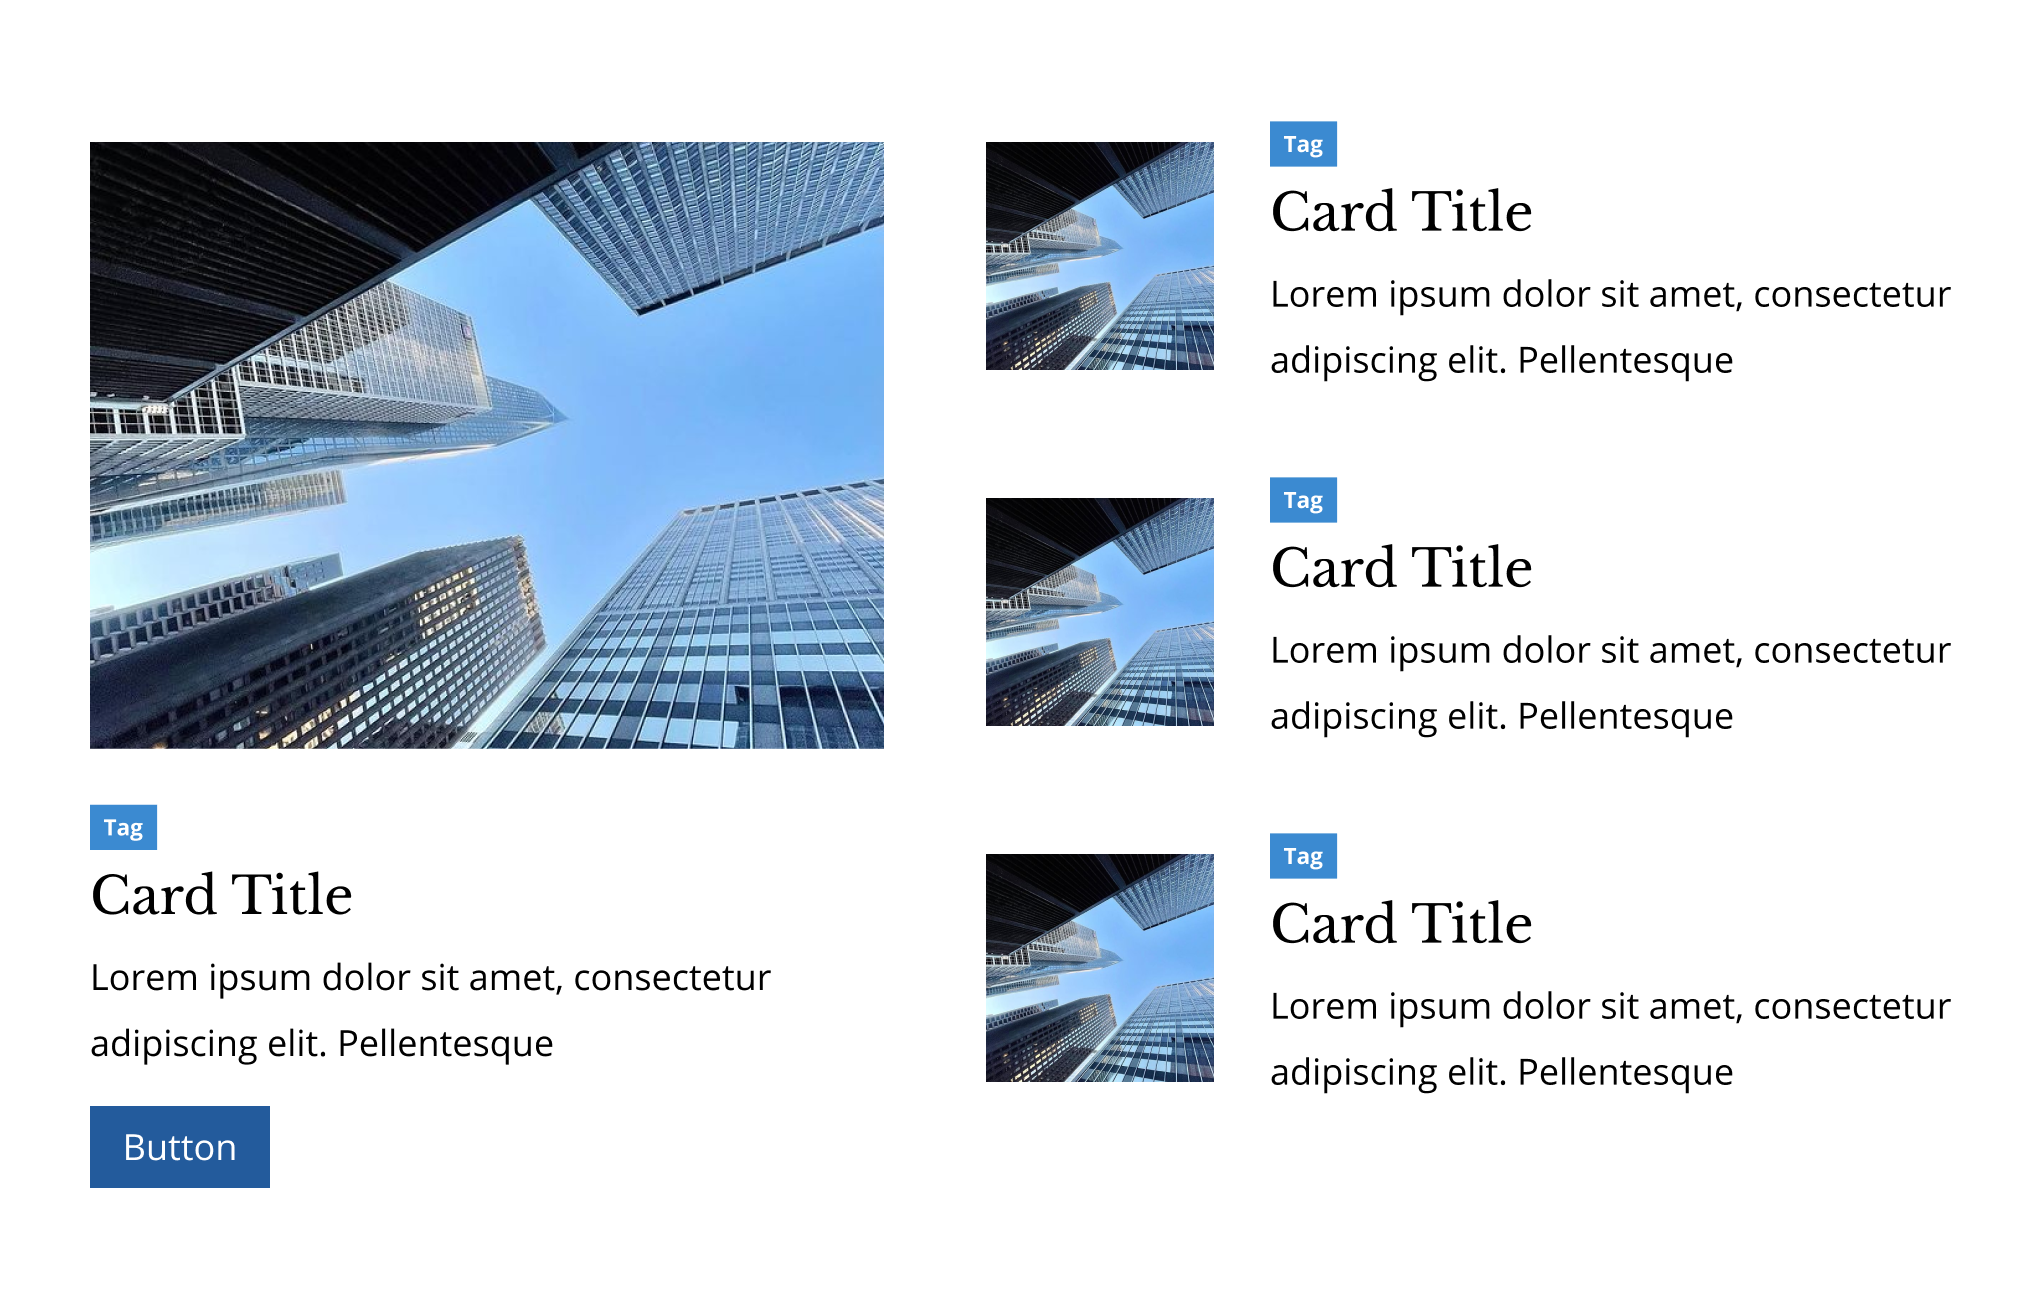 Tag
Card Title
Lorem ipsum dolor sit amet, consectetur
adipiscing elit. Pellentesque
Button
Tag
Card Title
Lorem ipsum dolor sit amet, consectetur
adipiscing elit. Pellentesque
Tag
Card Title
Lorem ipsum dolor sit amet, consectetur
adipiscing elit. Pellentesque
Tag
Card Title
Lorem ipsum dolor sit amet, consectetur
adipiscing elit. Pellentesque